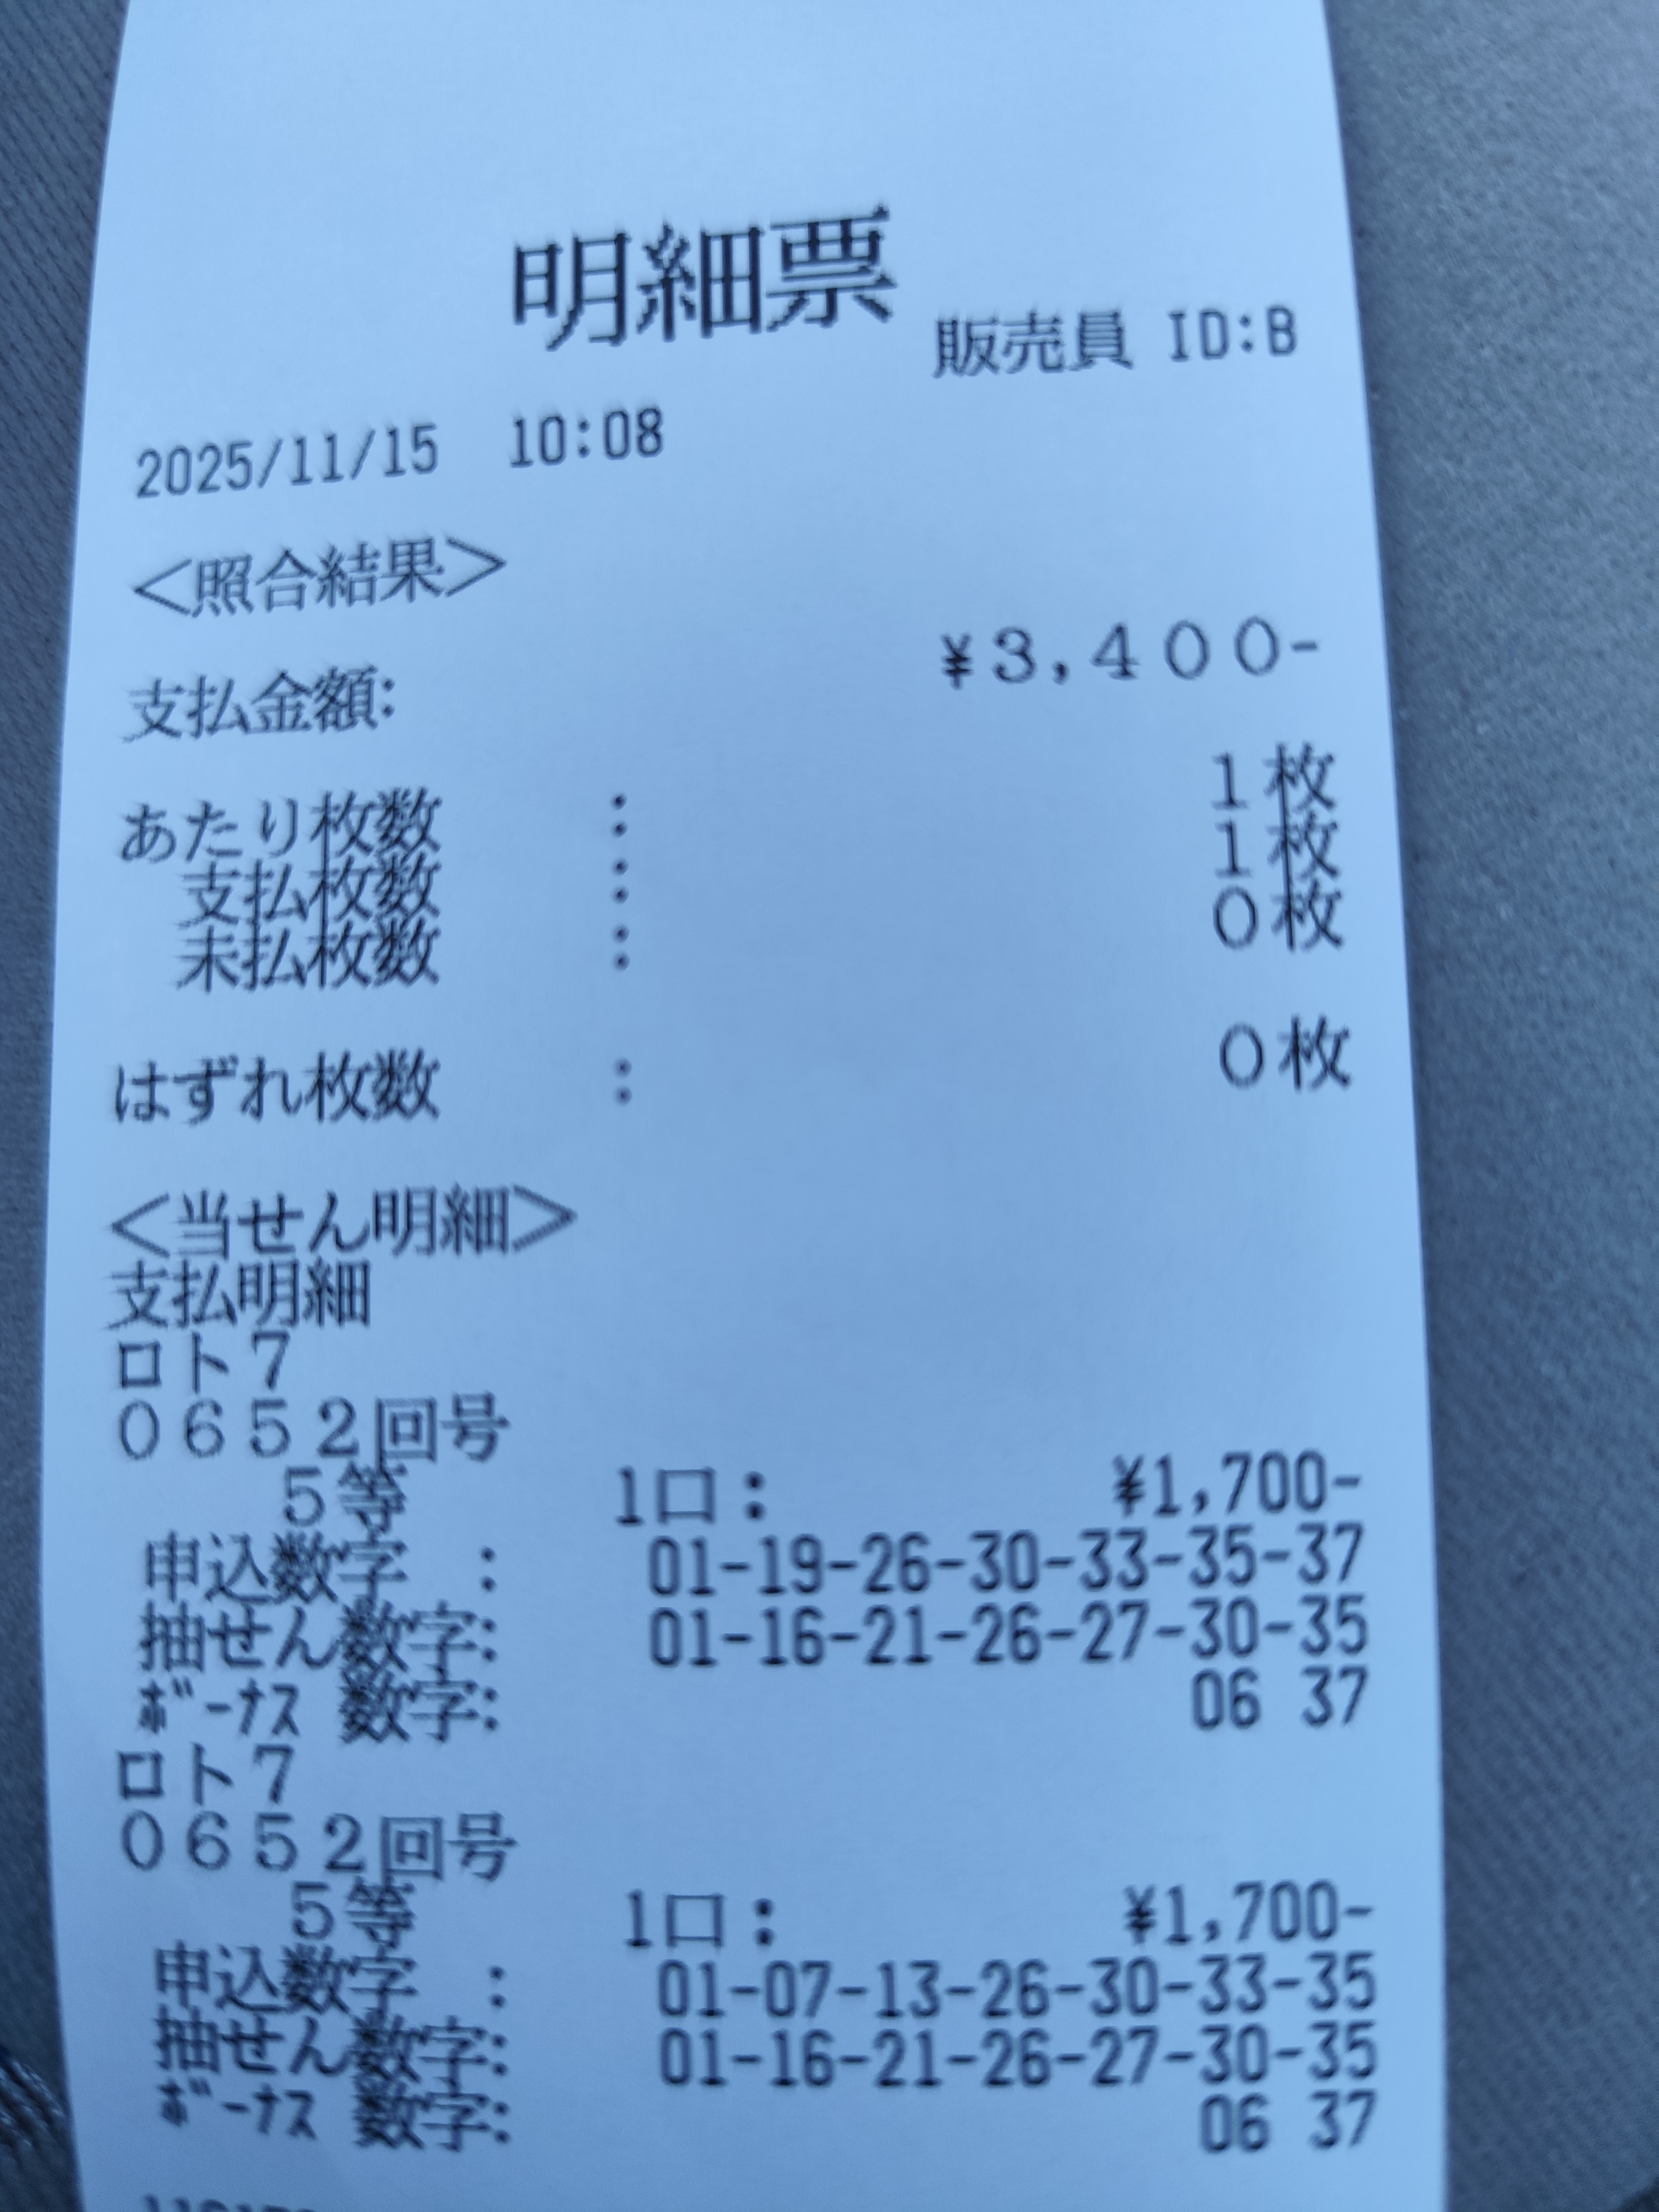 明細票
販売員 ID:B
2025/11/15 10:08
<照合結果>
支払金額: ¥3,400-
あたり枚数 : 1枚
支払枚数 : 1枚
未払枚数 : 0枚
はずれ枚数 : 0枚
<当せん明細>
支払明細
ロト7
0652回号
5等 1口: ¥1,700-
申込数字 : 01-19-26-30-33-35-37
抽せん数字: 01-16-21-26-27-30-35
ボーナス 数字: 06 37
ロト7
0652回号
5等 1口: ¥1,700-
申込数字 : 01-07-13-26-30-33-35
抽せん数字: 01-16-21-26-27-30-35
ボーナス 数字: 06 37